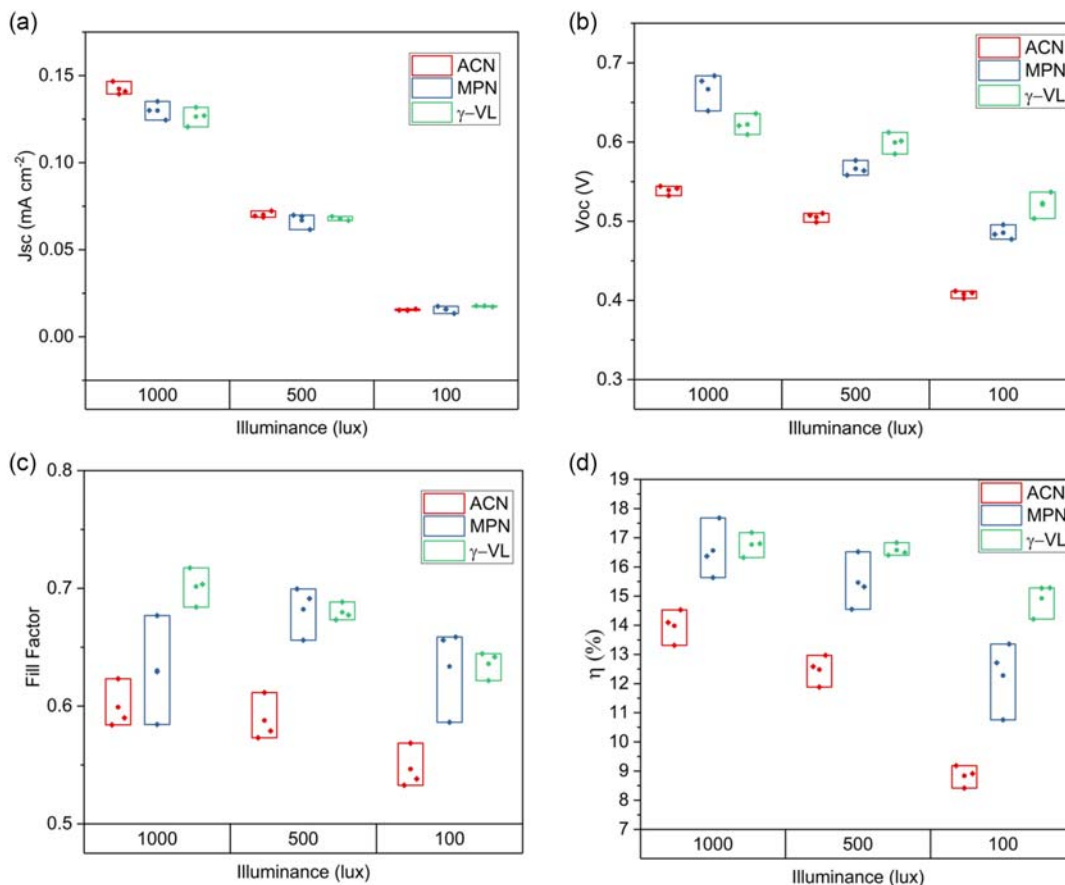 (a)
0.15
0.10
0.05
0.00
Jsc (mA cm⁻²)
ACN
MPN
γ–VL
1000 500 100
Illuminance (lux)
(b)
0.7
0.6
0.5
0.4
0.3
Voc (V)
ACN
MPN
γ–VL
1000 500 100
Illuminance (lux)
(c)
0.8
0.7
0.6
0.5
Fill Factor
ACN
MPN
γ–VL
1000 500 100
Illuminance (lux)
(d)
19
18
17
16
15
14
13
12
11
10
9
8
7
η (%)
ACN
MPN
γ–VL
1000 500 100
Illuminance (lux)